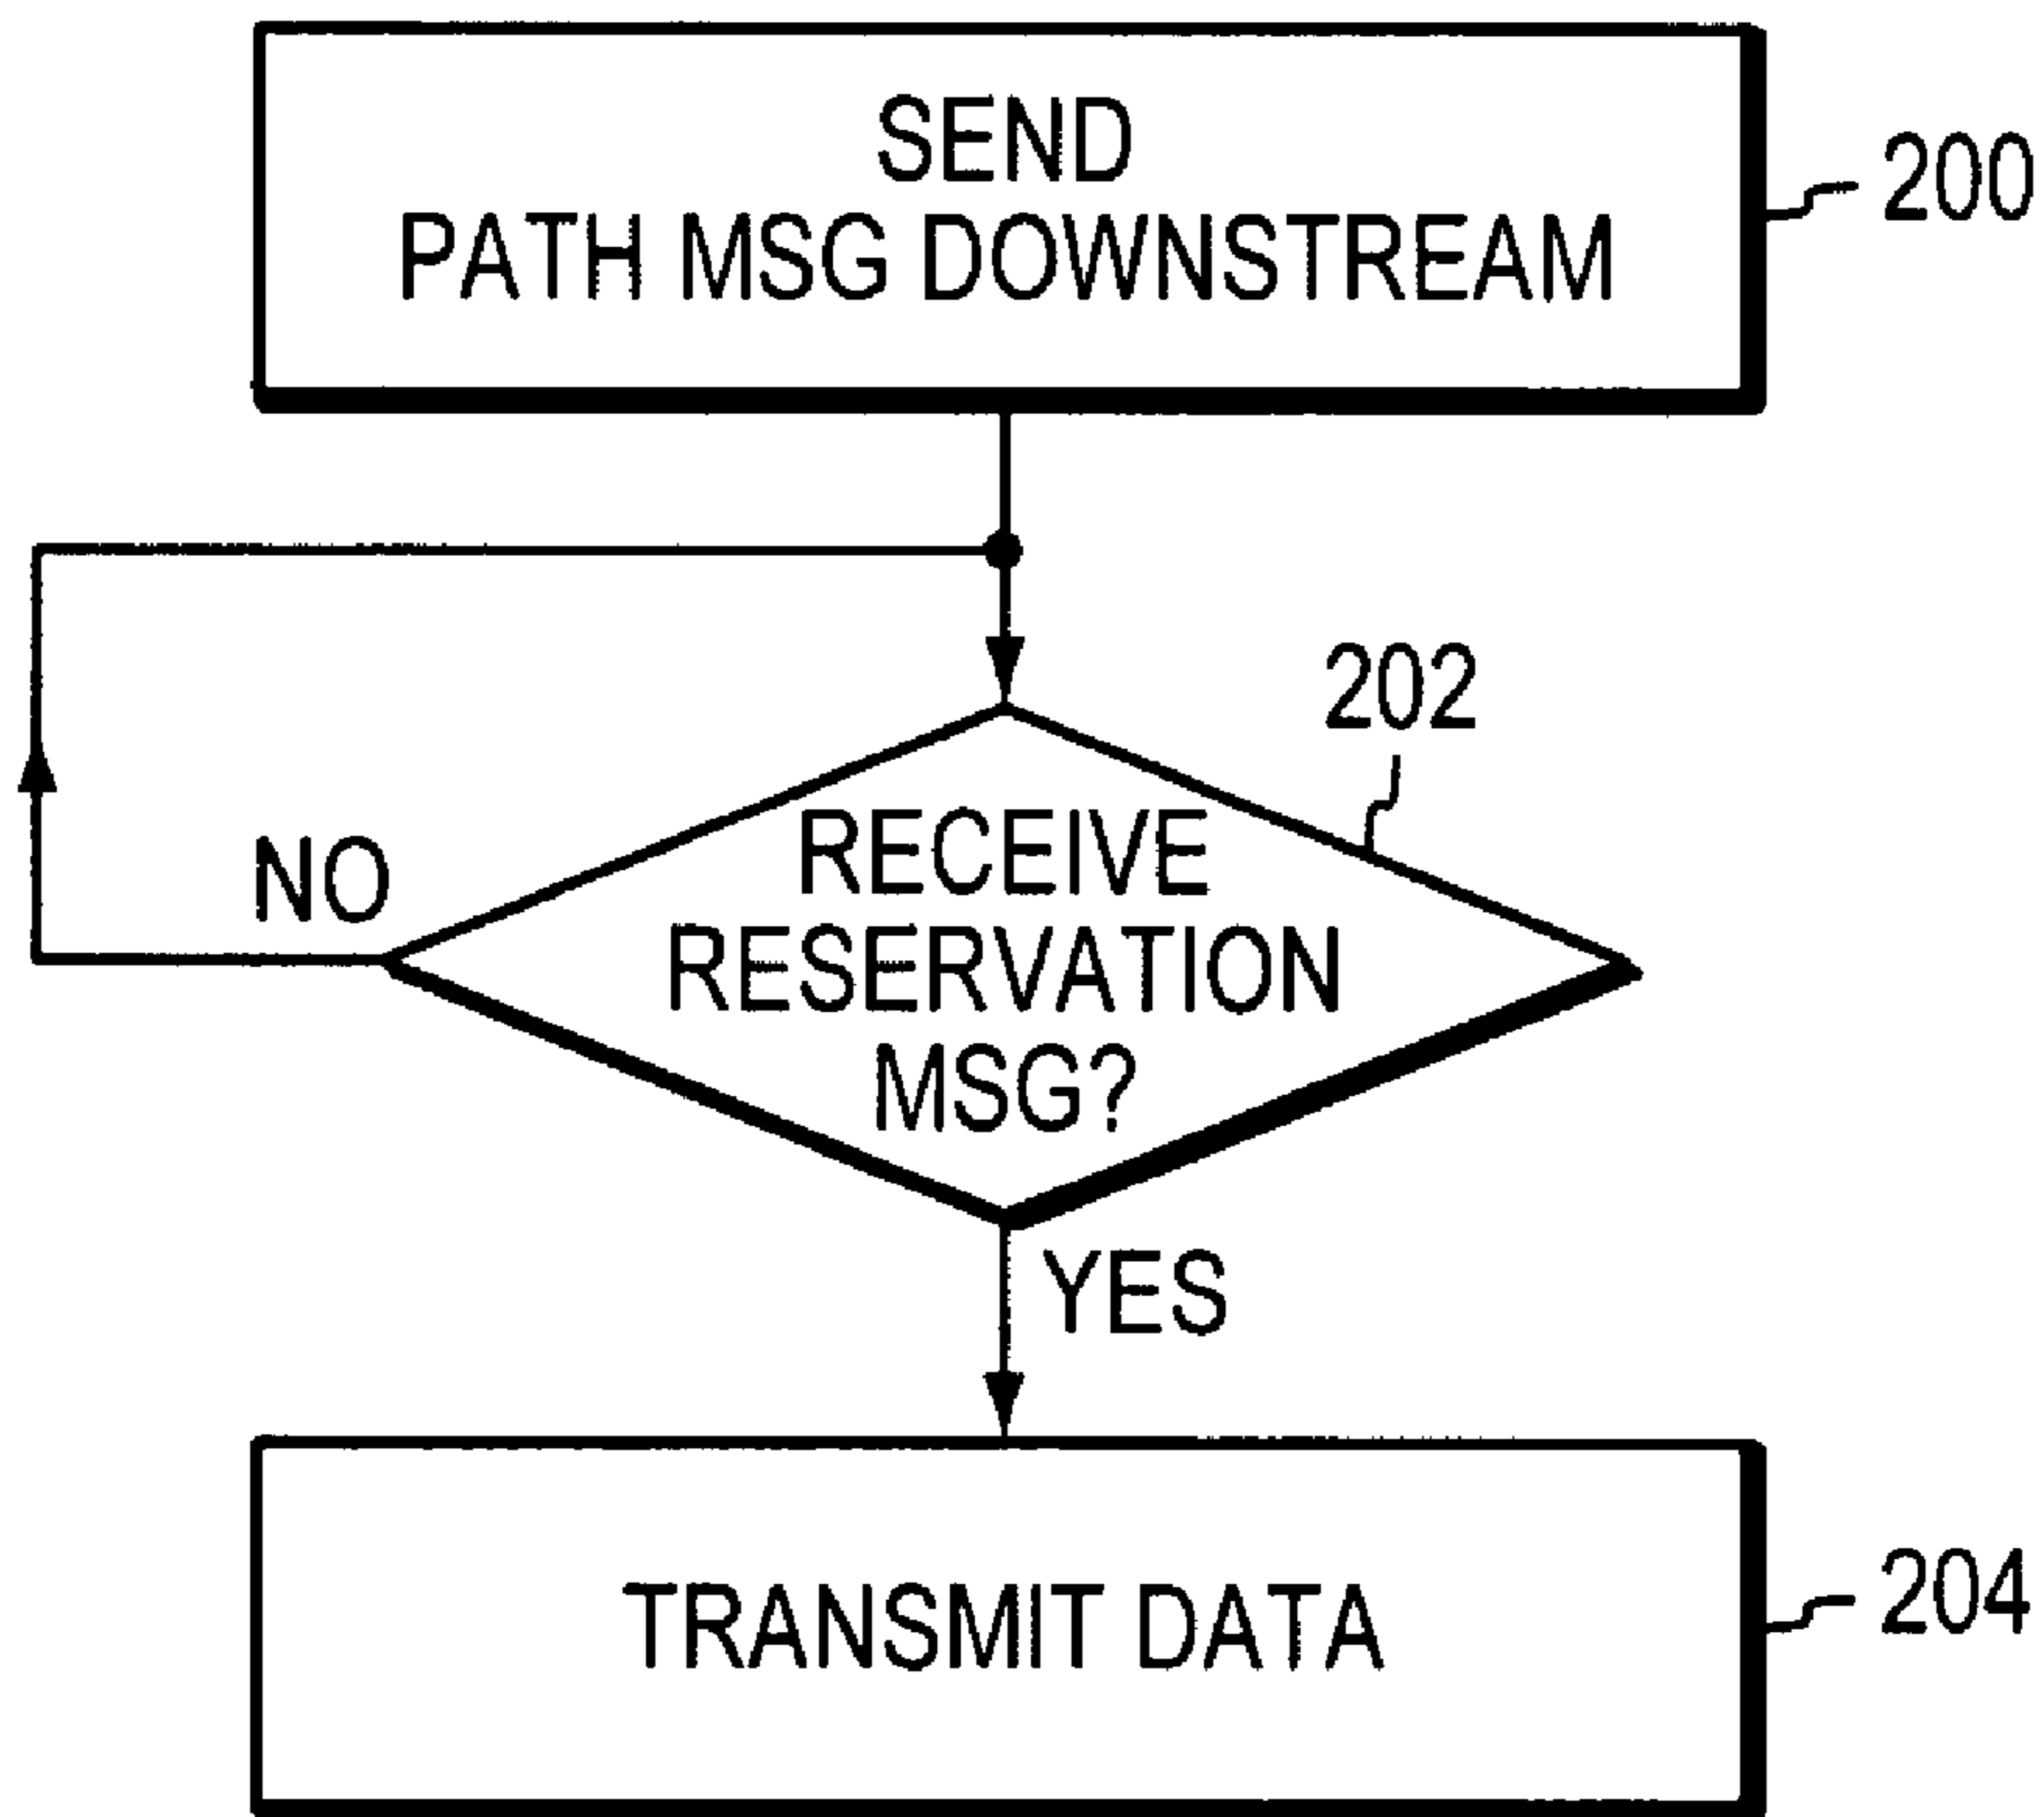 SEND
PATH MSG DOWNSTREAM
200
202
RECEIVE
RESERVATION
MSG?
NO
YES
TRANSMIT DATA
204